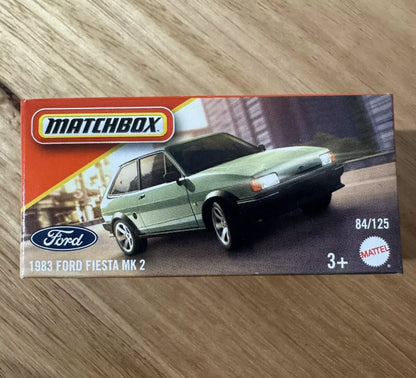 MATCHBOX
Ford
1983 FORD FIESTA MK 2
84/125
3+
MATTEL